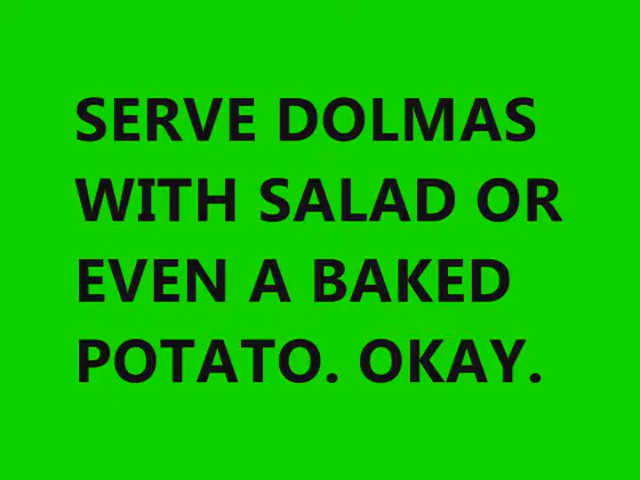 SERVE DOLMAS
WITH SALAD OR
EVEN A BAKED
POTATO. OKAY.